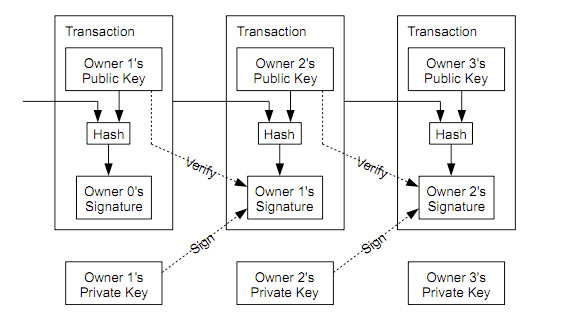 Transaction
Transaction
Transaction
Owner 1's
Public Key
Owner 2's
Public Key
Owner 3's
Public Key
Hash
Hash
Hash
Verify
Verify
Owner 0's
Signature
Owner 1's
Signature
Owner 2's
Signature
Sign
Sign
Owner 1's
Private Key
Owner 2's
Private Key
Owner 3's
Private Key